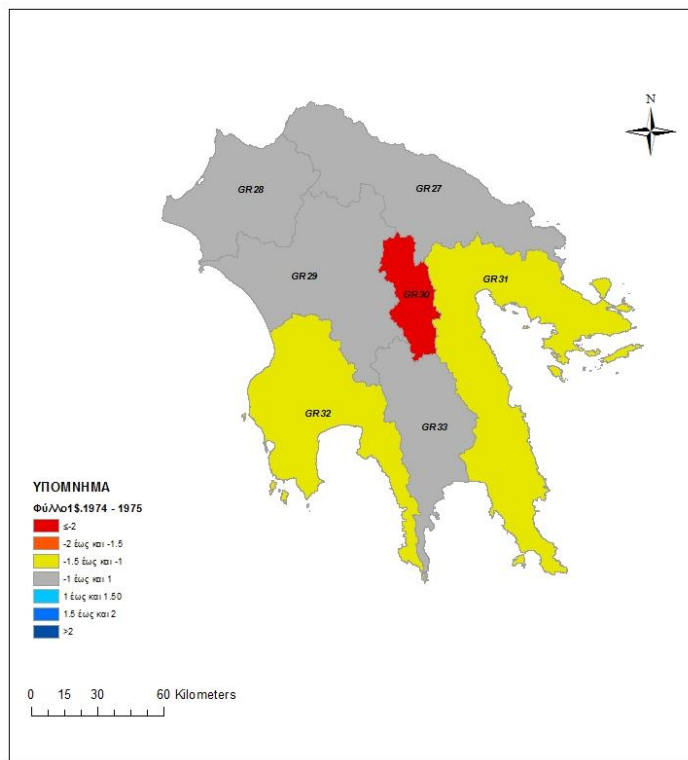 N
GR28
GR27
GR29
GR30
GR31
GR32
GR33
ΥΠΟΜΝΗΜΑ
Φύλλο1$.1974 - 1975
≤-2
-2 έως και -1.5
-1.5 έως και -1
-1 έως και 1
1 έως και 1.50
1.5 έως και 2
>2
0 15 30 60 Kilometers